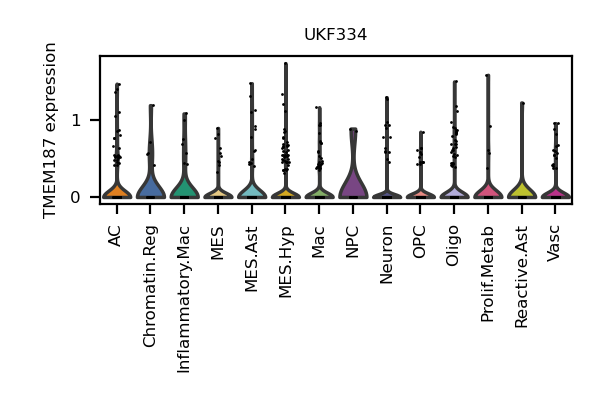 UKF334
TMEM187 expression
1
0
AC
Chromatin.Reg
Inflammatory.Mac
MES
MES.Ast
MES.Hyp
Mac
NPC
Neuron
OPC
Oligo
Prolif.Metab
Reactive.Ast
Vasc